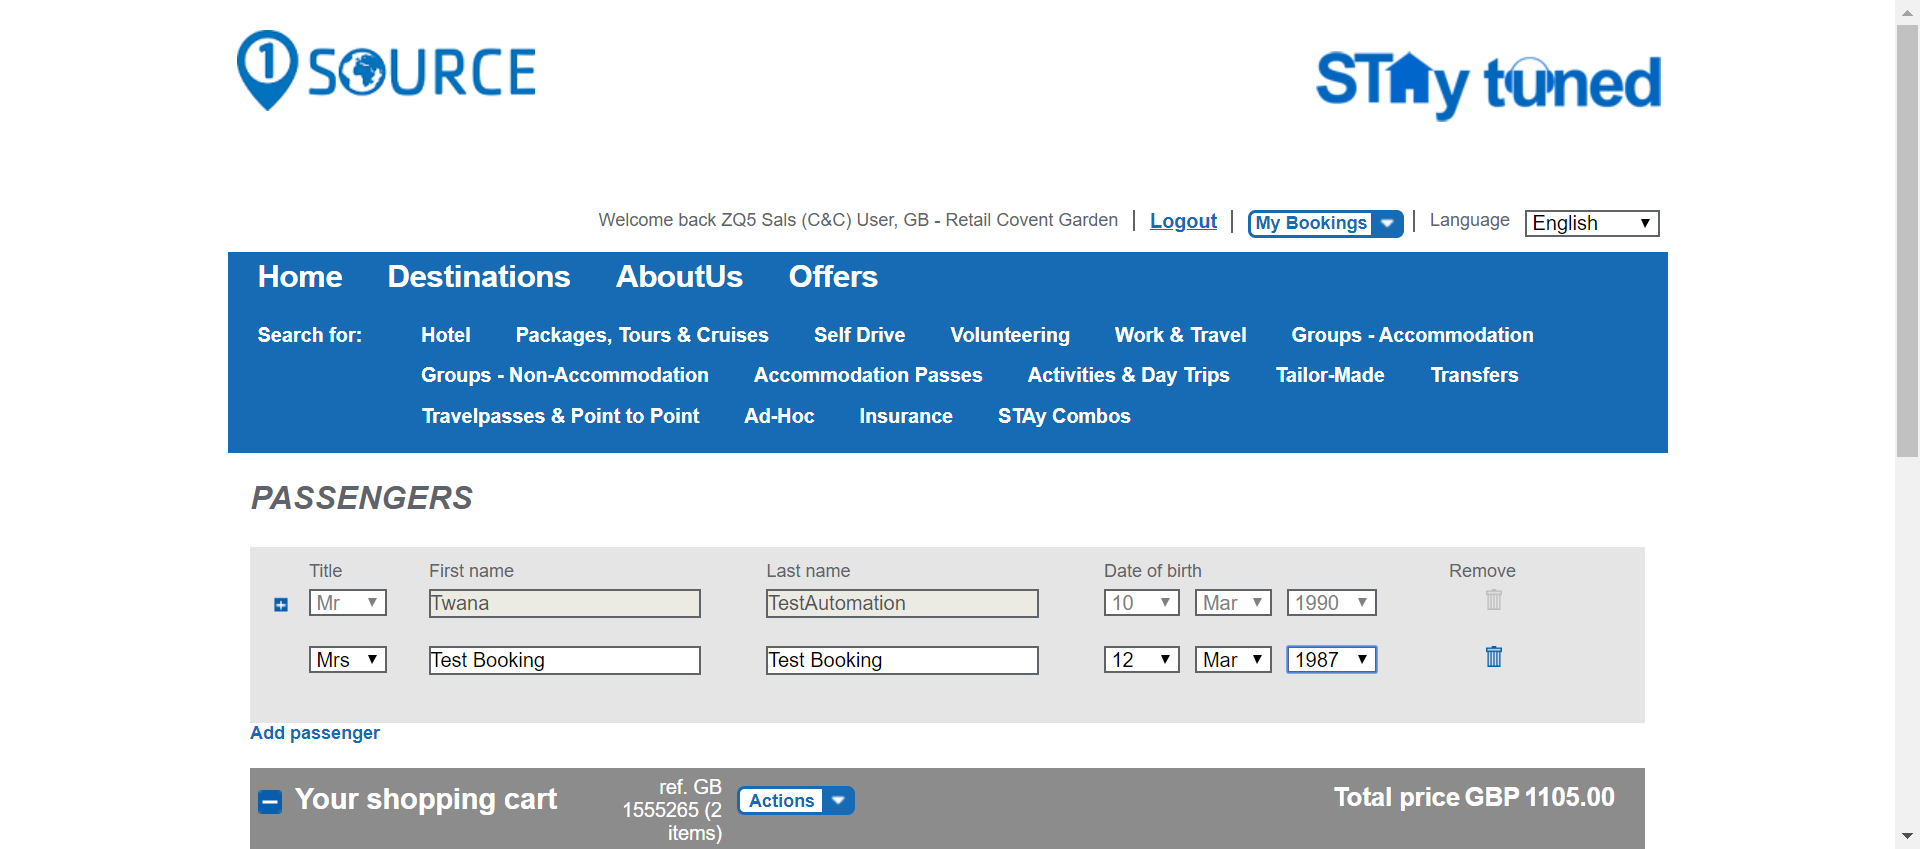 1 SOURCE
STAy tuned
Welcome back ZQ5 Sals (C&C) User, GB - Retail Covent Garden
Logout
My Bookings
Language
English
Home Destinations AboutUs Offers
Search for: Hotel Packages, Tours & Cruises Self Drive Volunteering Work & Travel Groups - Accommodation
Groups - Non-Accommodation Accommodation Passes Activities & Day Trips Tailor-Made Transfers
Travelpasses & Point to Point Ad-Hoc Insurance STAy Combos
PASSENGERS
Title First name Last name Date of birth Remove
Mr Twana TestAutomation 10 Mar 1990
Mrs Test Booking Test Booking 12 Mar 1987
Add passenger
Your shopping cart
ref. GB
1555265 (2
items)
Actions
Total price GBP 1105.00